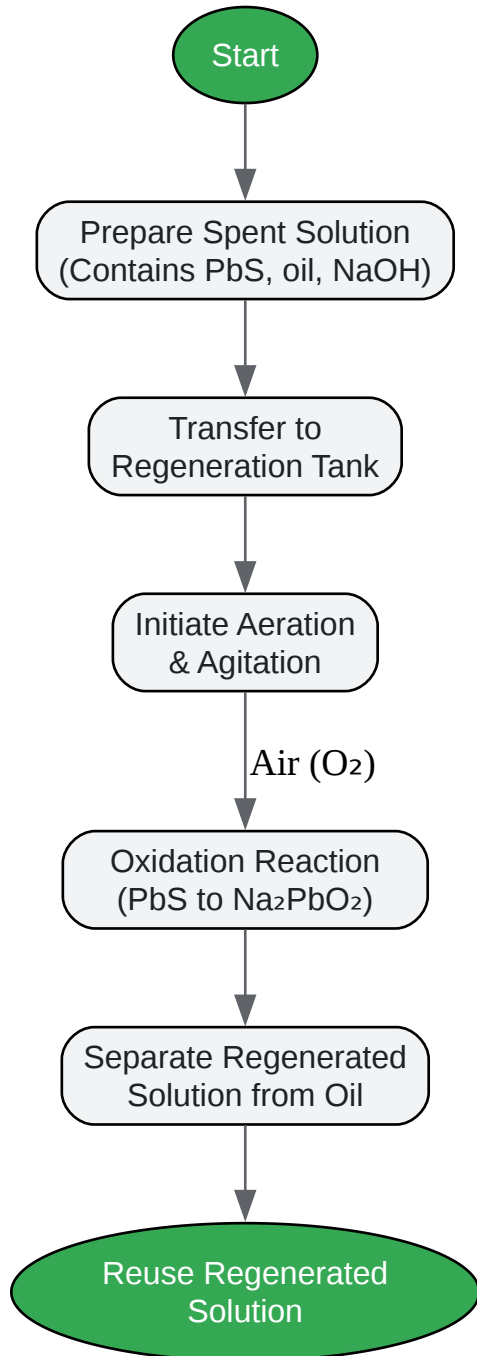 Start
Prepare Spent Solution
(Contains PbS, oil, NaOH)
Transfer to
Regeneration Tank
Initiate Aeration
& Agitation
Air (O₂)
Oxidation Reaction
(PbS to Na₂PbO₂)
Separate Regenerated
Solution from Oil
Reuse Regenerated
Solution